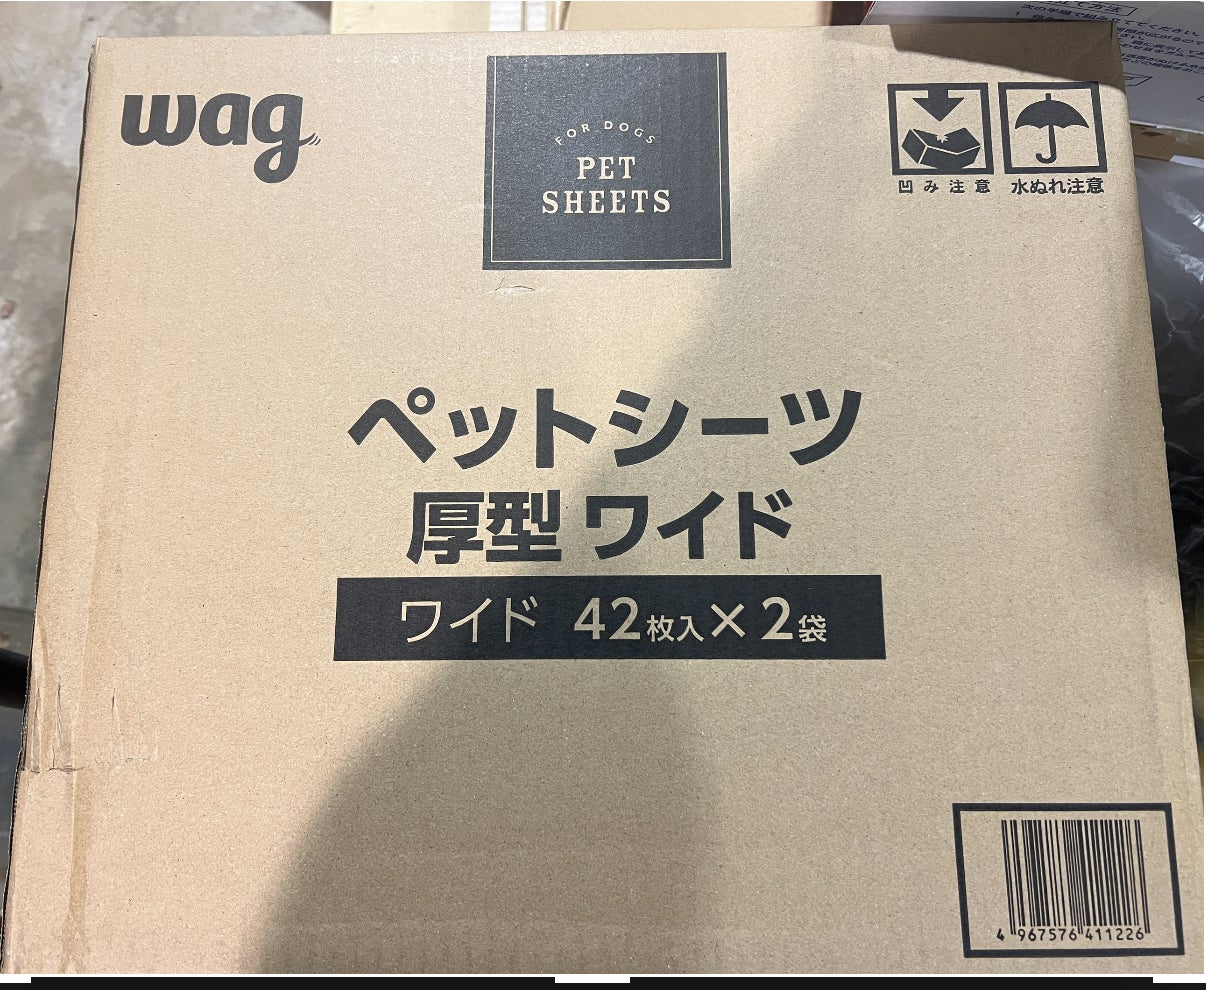 wag
FOR DOGS
PET
SHEETS
凹み注意
水ぬれ注意
ペットシーツ
厚型 ワイド
ワイド 42枚入×2袋
4 967576 411226